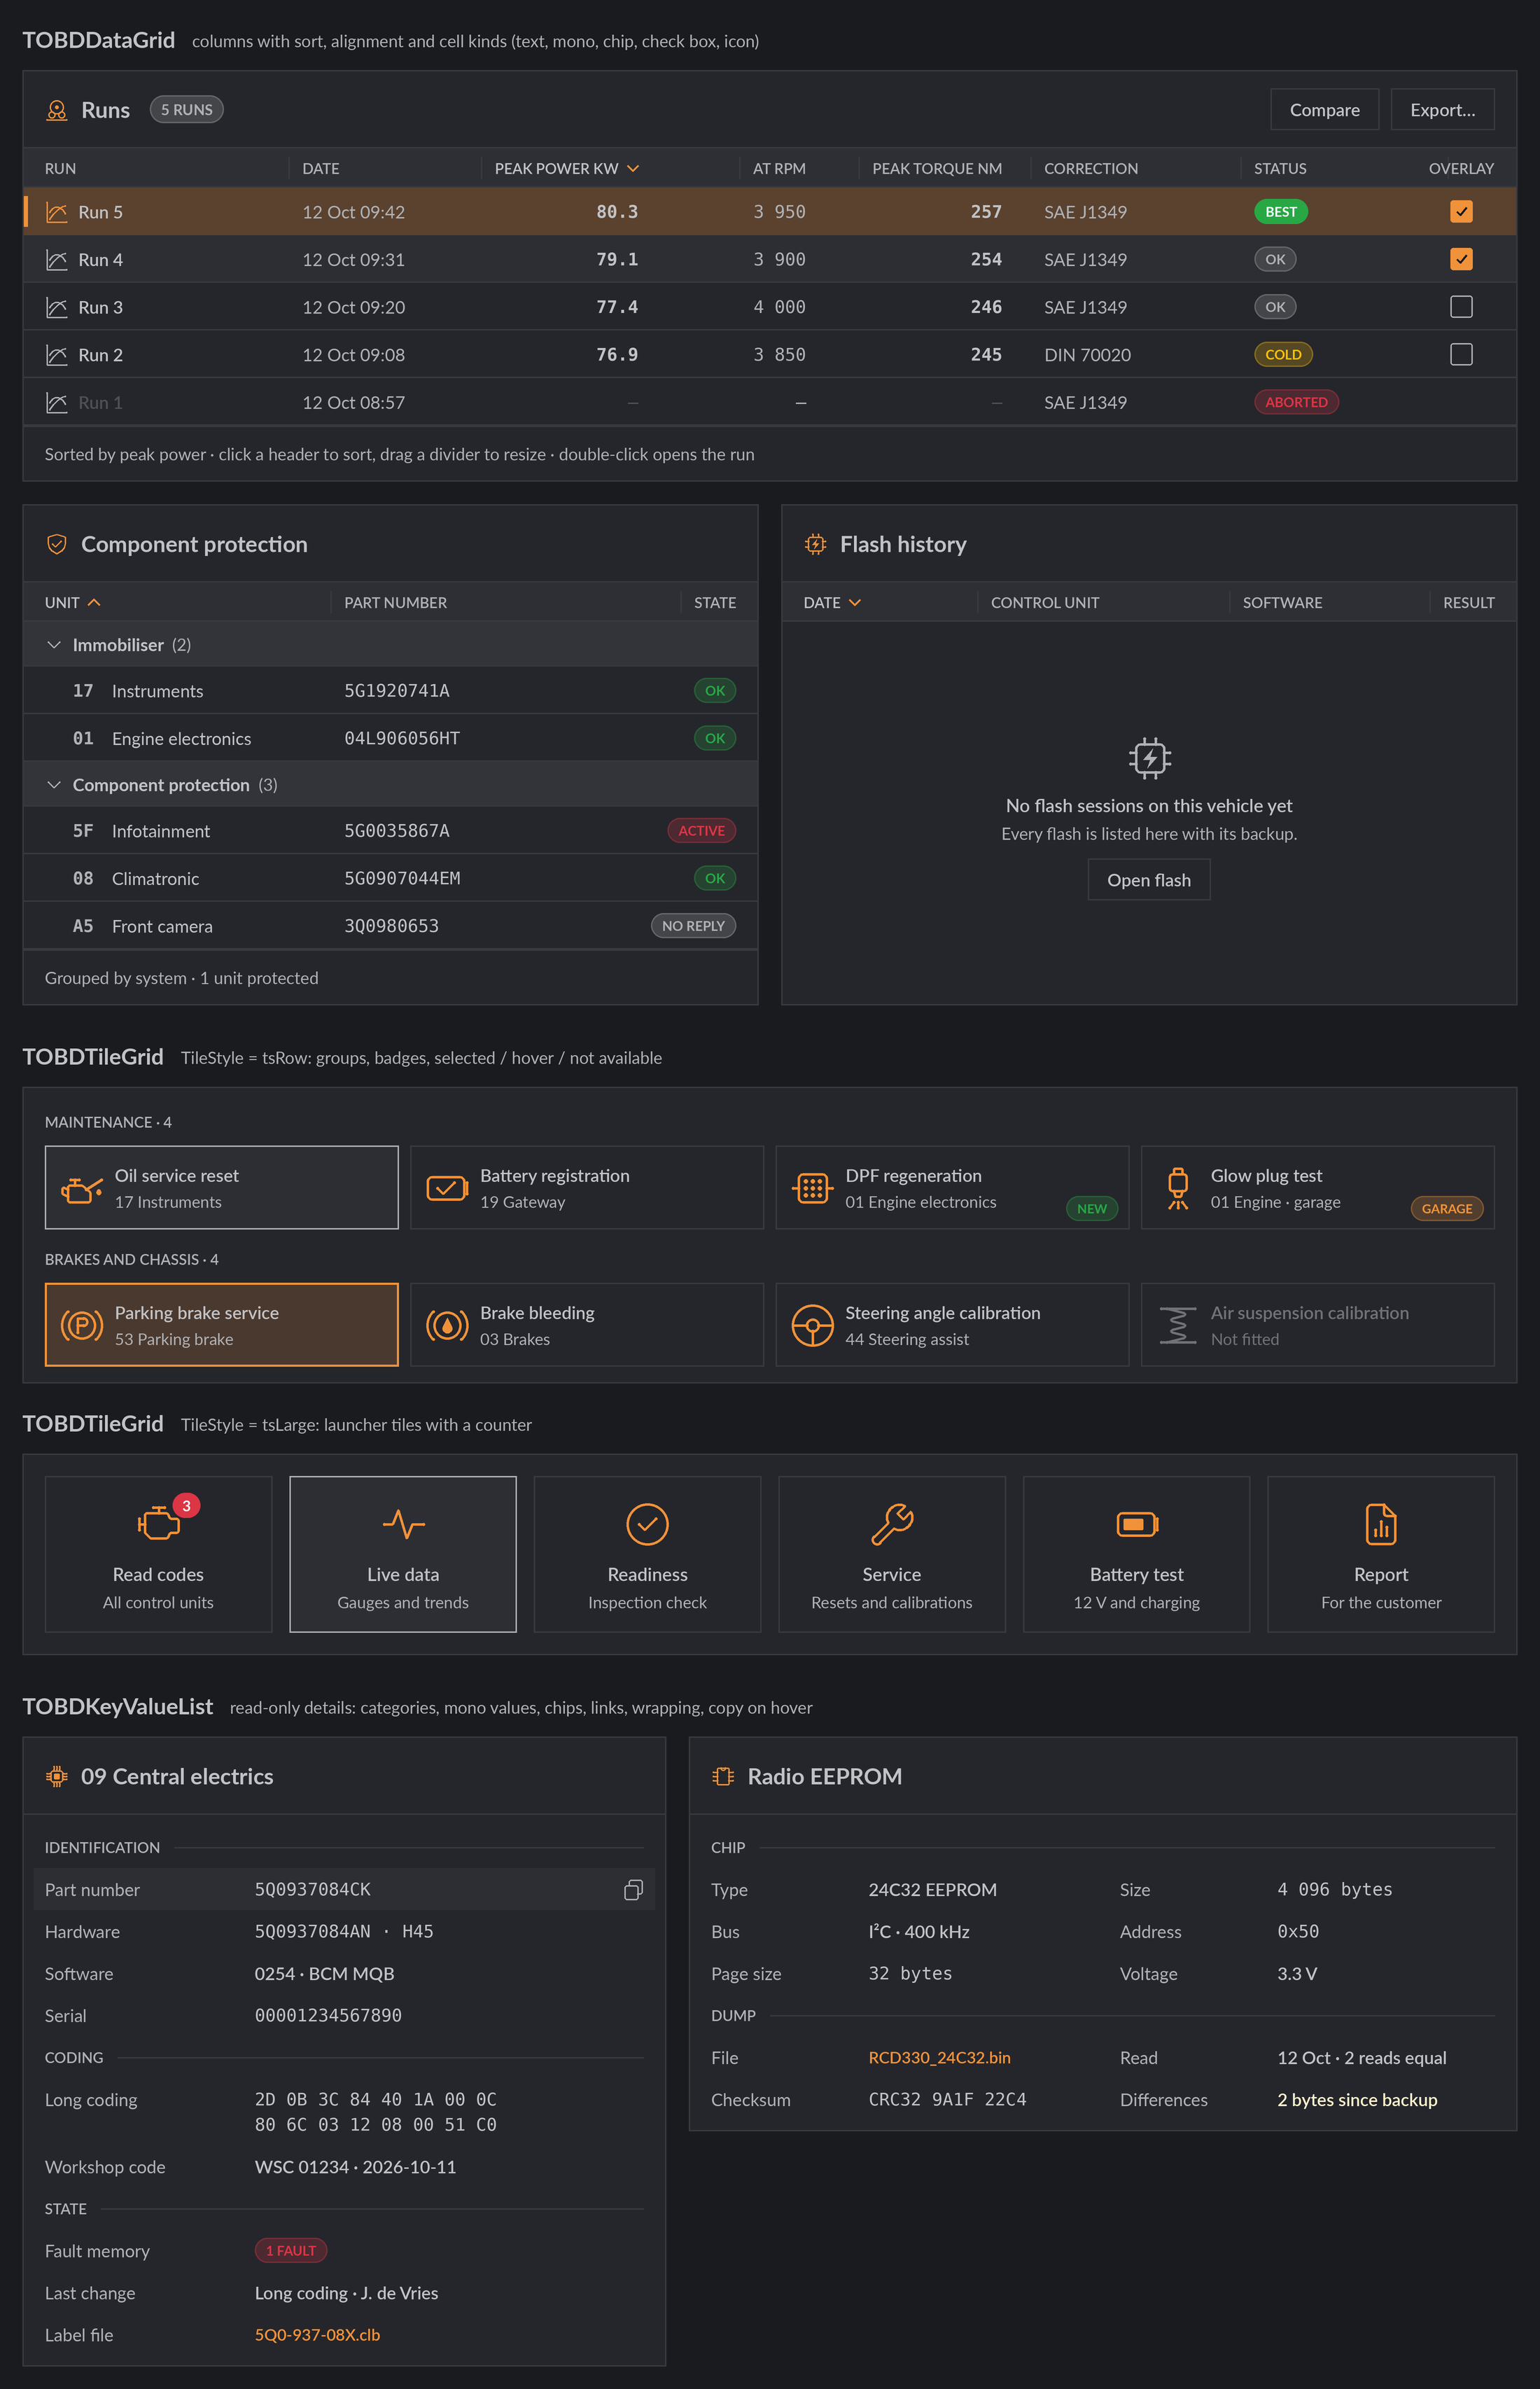 TOBDDataGrid columns with sort, alignment and cell kinds (text, mono, chip, check box, icon)
Runs 5 RUNS Compare Export...
RUN DATE PEAK POWER KW AT RPM PEAK TORQUE NM CORRECTION STATUS OVERLAY
Run 5 12 Oct 09:42 80.3 3 950 257 SAE J1349 BEST
Run 4 12 Oct 09:31 79.1 3 900 254 SAE J1349 OK
Run 3 12 Oct 09:20 77.4 4 000 246 SAE J1349 OK
Run 2 12 Oct 09:08 76.9 3 850 245 DIN 70020 COLD
Run 1 12 Oct 08:57 – – – SAE J1349 ABORTED
Sorted by peak power · click a header to sort, drag a divider to resize · double-click opens the run
Component protection
UNIT PART NUMBER STATE
Immobiliser (2)
17 Instruments 5G1920741A OK
01 Engine electronics 04L906056HT OK
Component protection (3)
5F Infotainment 5G0035867A ACTIVE
08 Climatronic 5G0907044EM OK
A5 Front camera 3Q0980653 NO REPLY
Grouped by system · 1 unit protected
Flash history
DATE CONTROL UNIT SOFTWARE RESULT
No flash sessions on this vehicle yet
Every flash is listed here with its backup.
Open flash
TOBDTileGrid TileStyle = tsRow: groups, badges, selected / hover / not available
MAINTENANCE · 4
Oil service reset
17 Instruments
Battery registration
19 Gateway
DPF regeneration
01 Engine electronics
NEW
Glow plug test
01 Engine · garage
GARAGE
BRAKES AND CHASSIS · 4
Parking brake service
53 Parking brake
Brake bleeding
03 Brakes
Steering angle calibration
44 Steering assist
Air suspension calibration
Not fitted
TOBDTileGrid TileStyle = tsLarge: launcher tiles with a counter
3
Read codes
All control units
Live data
Gauges and trends
Readiness
Inspection check
Service
Resets and calibrations
Battery test
12 V and charging
Report
For the customer
TOBDKeyValueList read-only details: categories, mono values, chips, links, wrapping, copy on hover
09 Central electrics
IDENTIFICATION
Part number 5Q0937084CK
Hardware 5Q0937084AN · H45
Software 0254 · BCM MQB
Serial 00001234567890
CODING
Long coding 2D 0B 3C 84 40 1A 00 0C
80 6C 03 12 08 00 51 C0
Workshop code WSC 01234 · 2026-10-11
STATE
Fault memory 1 FAULT
Last change Long coding · J. de Vries
Label file 5Q0-937-08X.clb
Radio EEPROM
CHIP
Type 24C32 EEPROM Size 4 096 bytes
Bus I²C · 400 kHz Address 0x50
Page size 32 bytes Voltage 3.3 V
DUMP
File RCD330_24C32.bin Read 12 Oct · 2 reads equal
Checksum CRC32 9A1F 22C4 Differences 2 bytes since backup